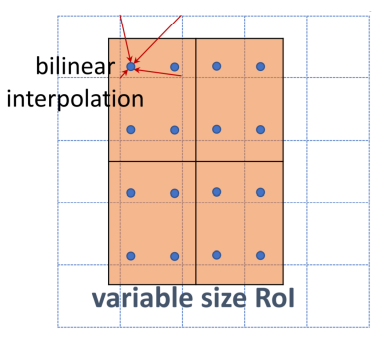 bilinear
interpolation
variable size RoI